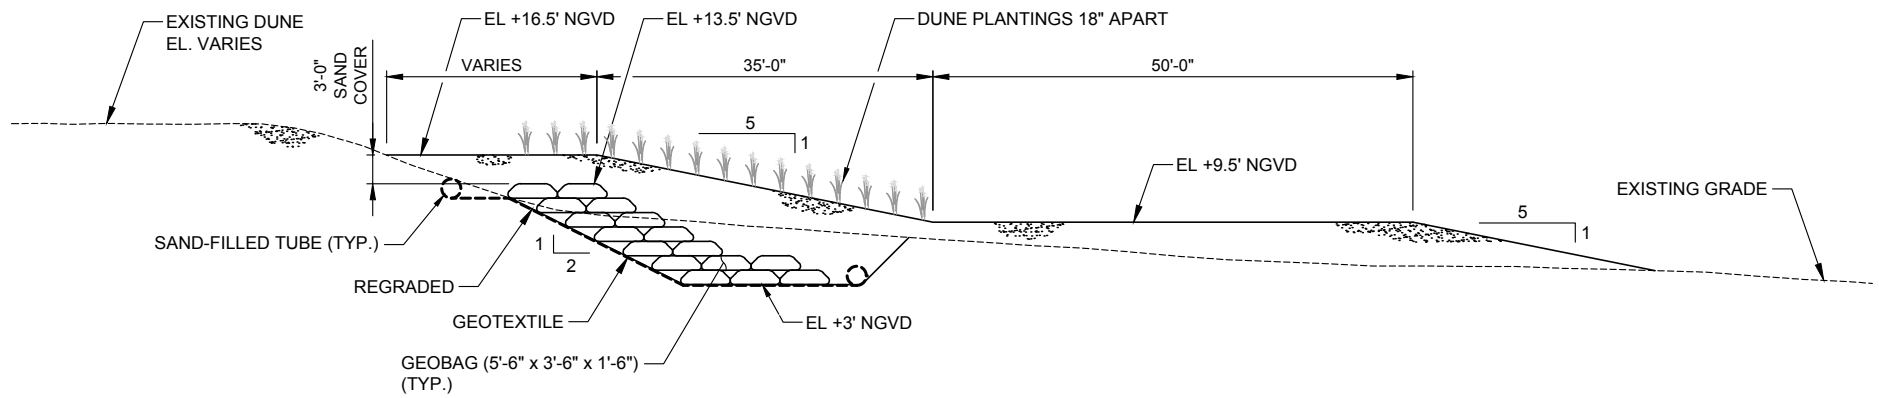 EXISTING DUNE
EL. VARIES
EL +16.5' NGVD
EL +13.5' NGVD
DUNE PLANTINGS 18" APART
3'-0"
SAND
COVER
VARIES
35'-0"
50'-0"
5
1
EL +9.5' NGVD
EXISTING GRADE
5
1
SAND-FILLED TUBE (TYP.)
1
2
REGRADED
GEOTEXTILE
EL +3' NGVD
GEOBAG (5'-6" x 3'-6" x 1'-6")
(TYP.)